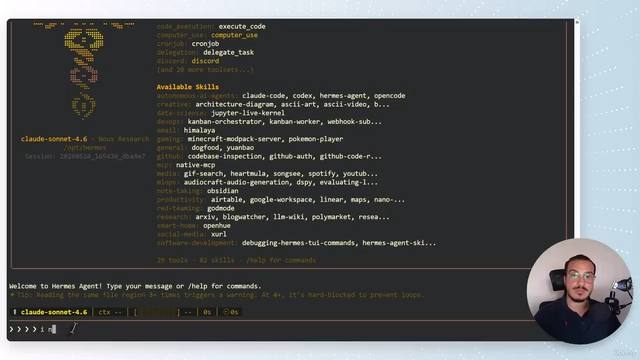 code_execution: execute_code
computer_use: computer_use
cronjob: cronjob
delegation: delegate_task
discord: discord
(and 20 more toolsets...)
Available Skills
autonomous-ai-agents: claude-code, codex, hermes-agent, opencode
creative: architecture-diagram, ascii-art, ascii-video, b...
data-science: jupyter-live-kernel
devops: kanban-orchestrator, kanban-worker, webhook-sub...
email: himalaya
gaming: minecraft-modpack-server, pokemon-player
general: dogfood, yuanbao
github: codebase-inspection, github-auth, github-code-r...
mcp: native-mcp
media: gif-search, heartmula, songsee, spotify, youtub...
mlops: audiocraft-audio-generation, dspy, evaluating-l...
note-taking: obsidian
productivity: airtable, google-workspace, linear, maps, nano-...
red-teaming: godmode
research: arxiv, blogwatcher, llm-wiki, polymarket, resea...
smart-home: openhue
social-media: xurl
software-development: debugging-hermes-tui-commands, hermes-agent-ski...
29 tools · 82 skills · /help for commands
claude-sonnet-4.6 · Nous Research
/opt/hermes
Session:
Welcome to Hermes Agent! Type your message or /help for commands.
Tip: Reading the same file region 3+ times triggers a warning. At 4+, it's hard-blocked to prevent loops.
claude-sonnet-4.6 | ctx -- | [ ] -- | 0s | 0s
❯ ❯ ❯ ❯ i n